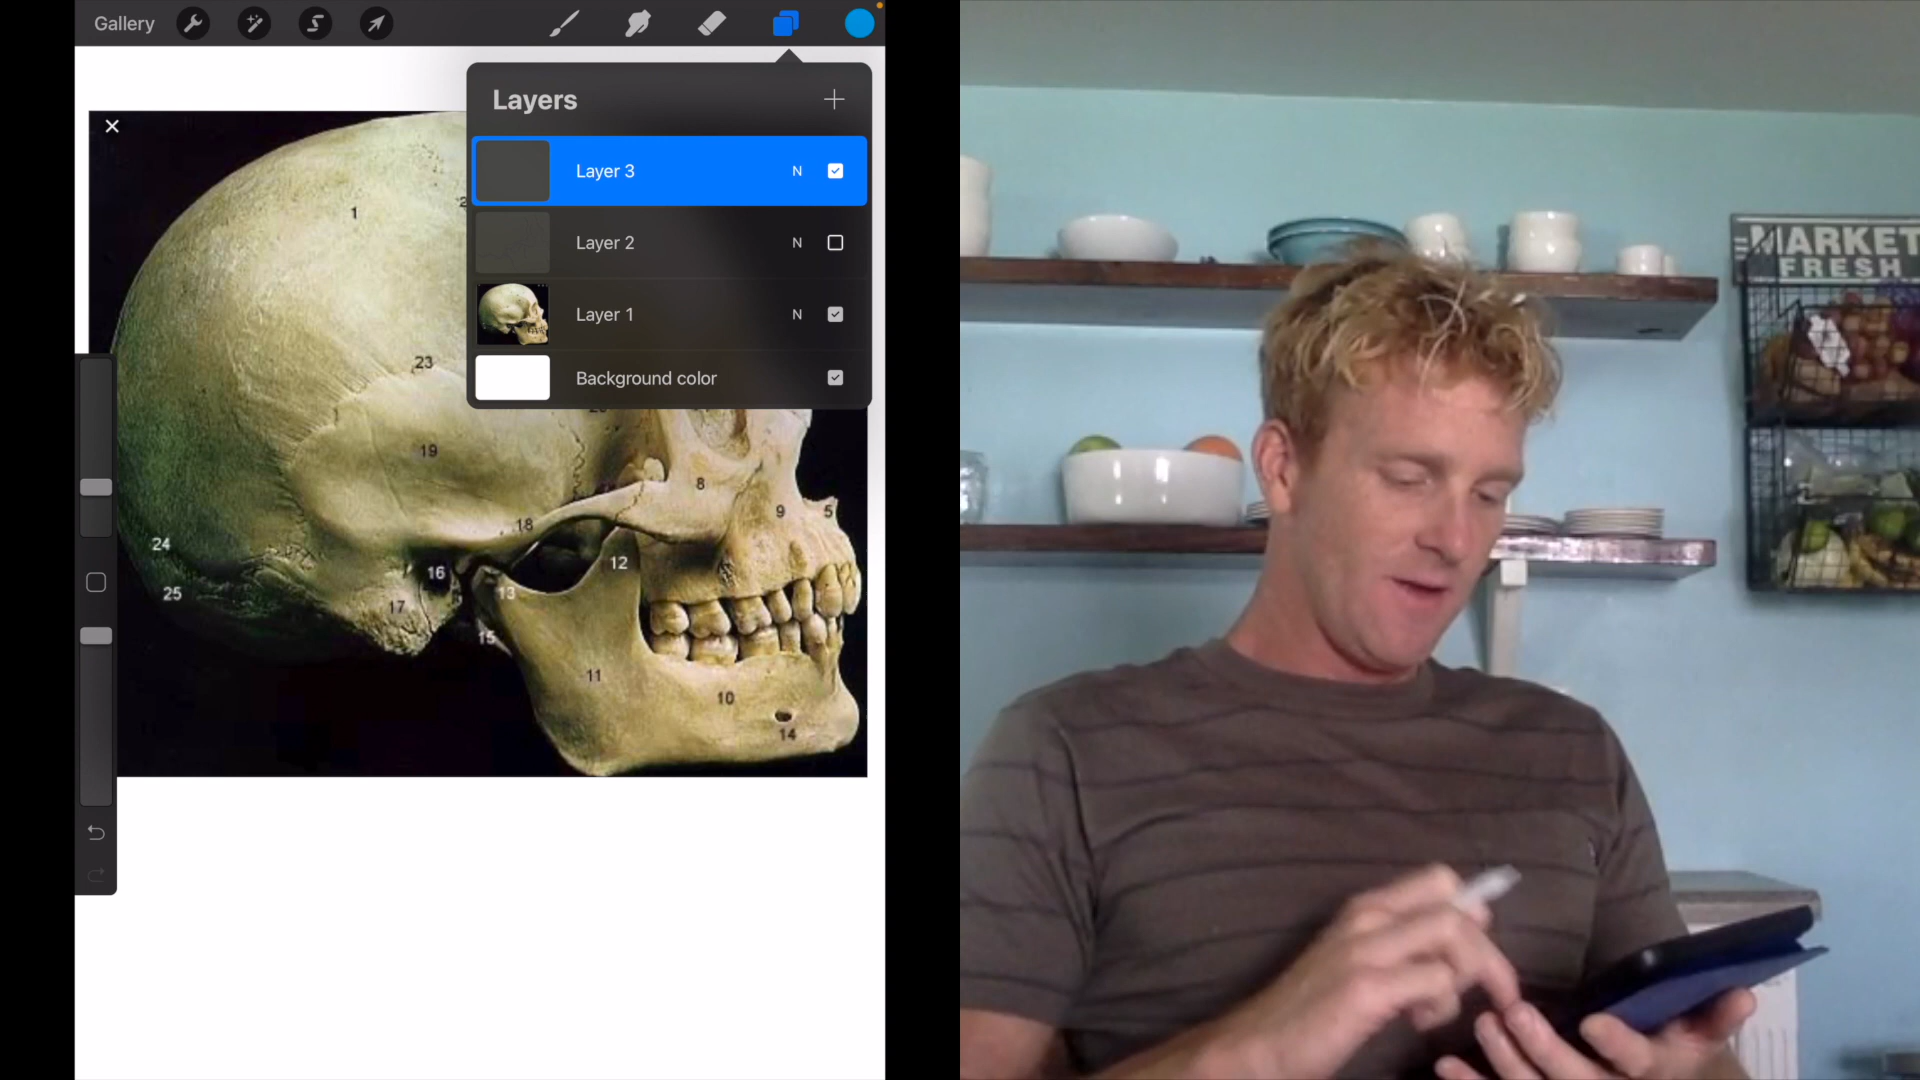 Gallery
Layers
Layer 3 N
Layer 2 N
Layer 1 N
Background color
1
23
19
8
9
5
18
24
12
16
25
13
17
15
11
10
14
MARKET
FRESH